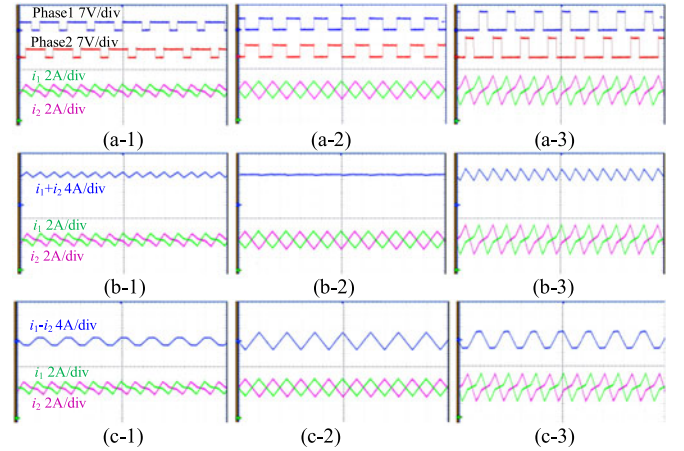 Phase1 7V/div
Phase2 7V/div
i1 2A/div
i2 2A/div
(a-1) (a-2) (a-3)
i1+i2 4A/div
i1 2A/div
i2 2A/div
(b-1) (b-2) (b-3)
i1-i2 4A/div
i1 2A/div
i2 2A/div
(c-1) (c-2) (c-3)